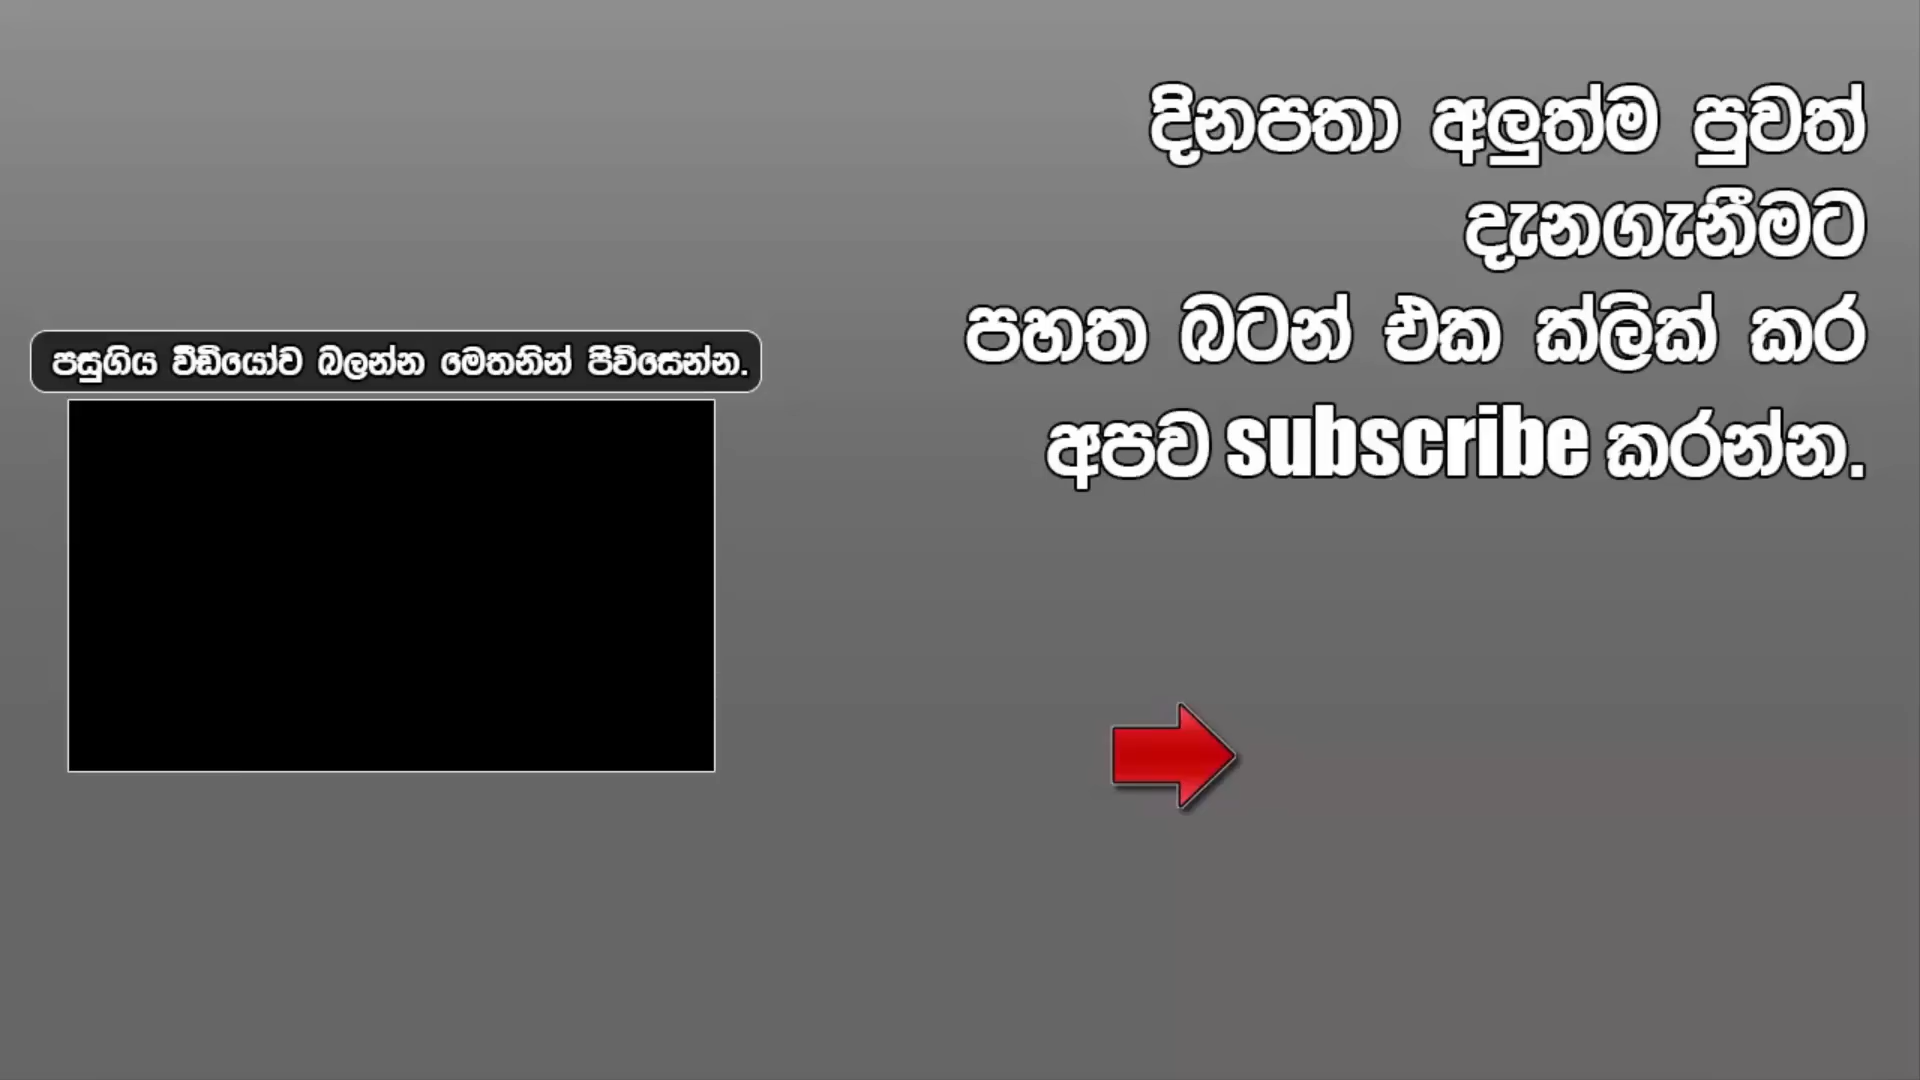 දිනපතා අලුත්ම පුවත්
දැනගැනීමට
පහත බටන් එක ක්ලික් කර
අපව subscribe කරන්න.
පසුගිය වීඩියෝව බලන්න මෙතනින් පිවිසෙන්න.